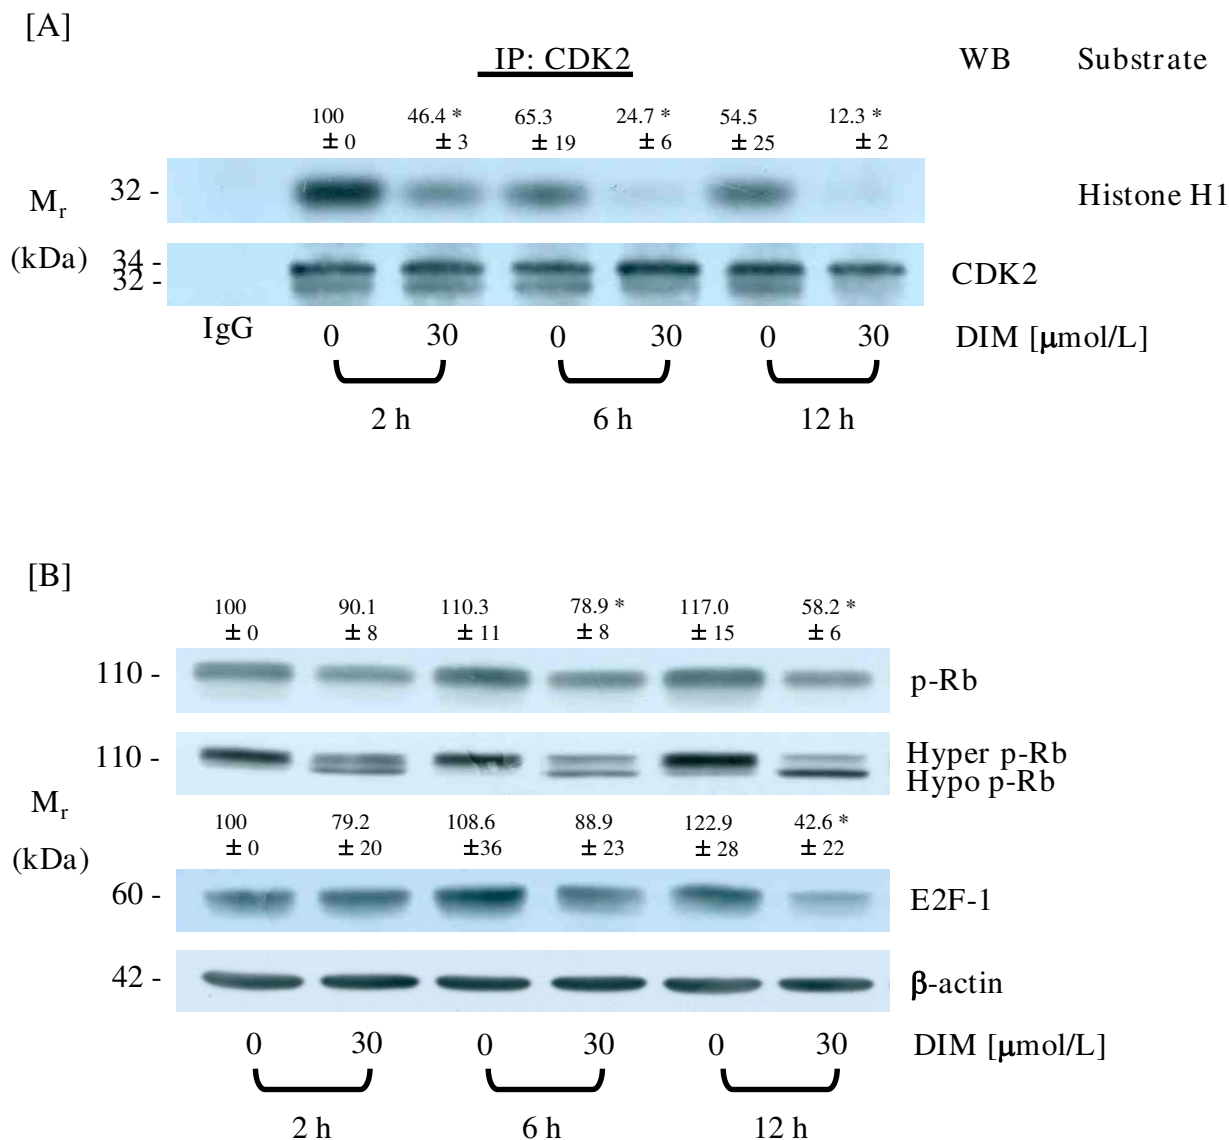 [A]
IP: CDK2 WB Substrate
100 46.4 * 65.3 24.7 * 54.5 12.3 *
± 0 ± 3 ± 19 ± 6 ± 25 ± 2
32 - Histone H1
Mr
(kDa)
34 -
32 - CDK2
IgG 0 30 0 30 0 30 DIM [μmol/L]
2 h 6 h 12 h
[B]
100 90.1 110.3 78.9 * 117.0 58.2 *
± 0 ± 8 ± 11 ± 8 ± 15 ± 6
110 - p-Rb
110 - Hyper p-Rb
Hypo p-Rb
Mr
(kDa)
100 79.2 108.6 88.9 122.9 42.6 *
± 0 ± 20 ±36 ± 23 ± 28 ± 22
60 - E2F-1
42 - β-actin
0 30 0 30 0 30 DIM [μmol/L]
2 h 6 h 12 h